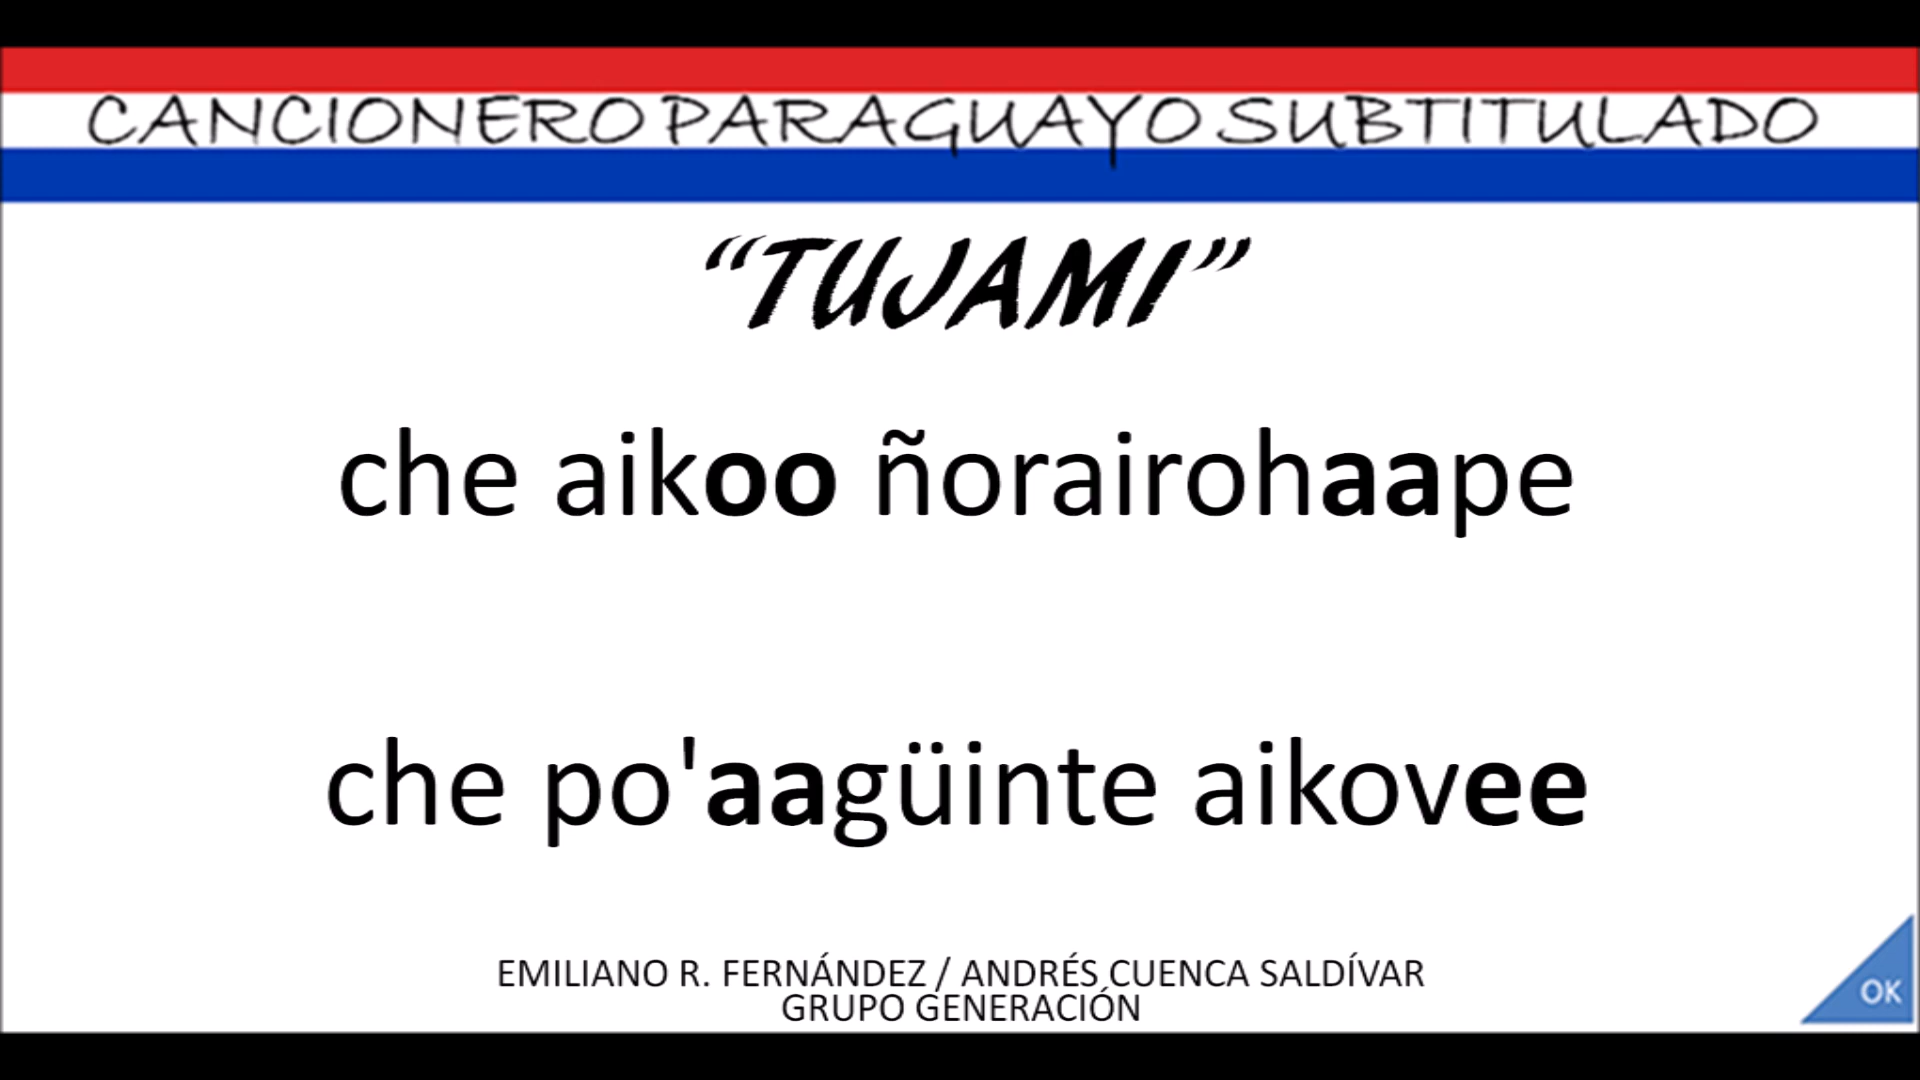 CANCIONERO PARAGUAYO SUBTITULADO
“TUJAMI”
che aikoo ñorairohaape
che po'aagüinte aikovee
EMILIANO R. FERNÁNDEZ / ANDRÉS CUENCA SALDÍVAR
GRUPO GENERACIÓN
OK